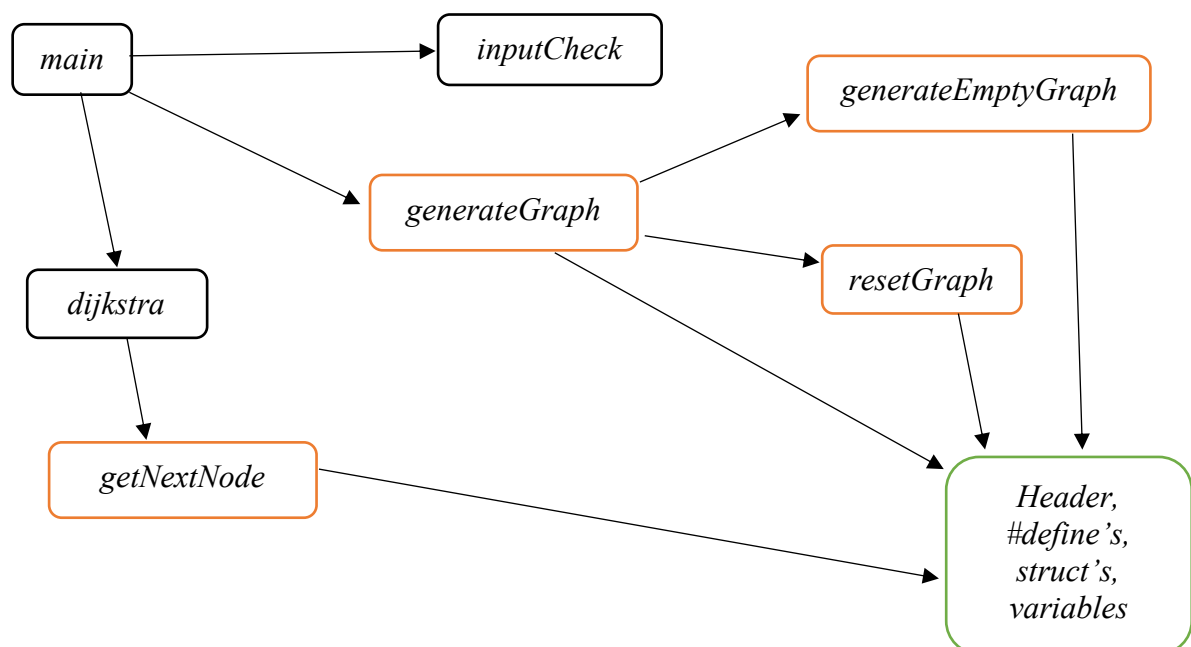 main
inputCheck
generateEmptyGraph
generateGraph
resetGraph
dijkstra
getNextNode
Header,
#define’s,
struct’s,
variables